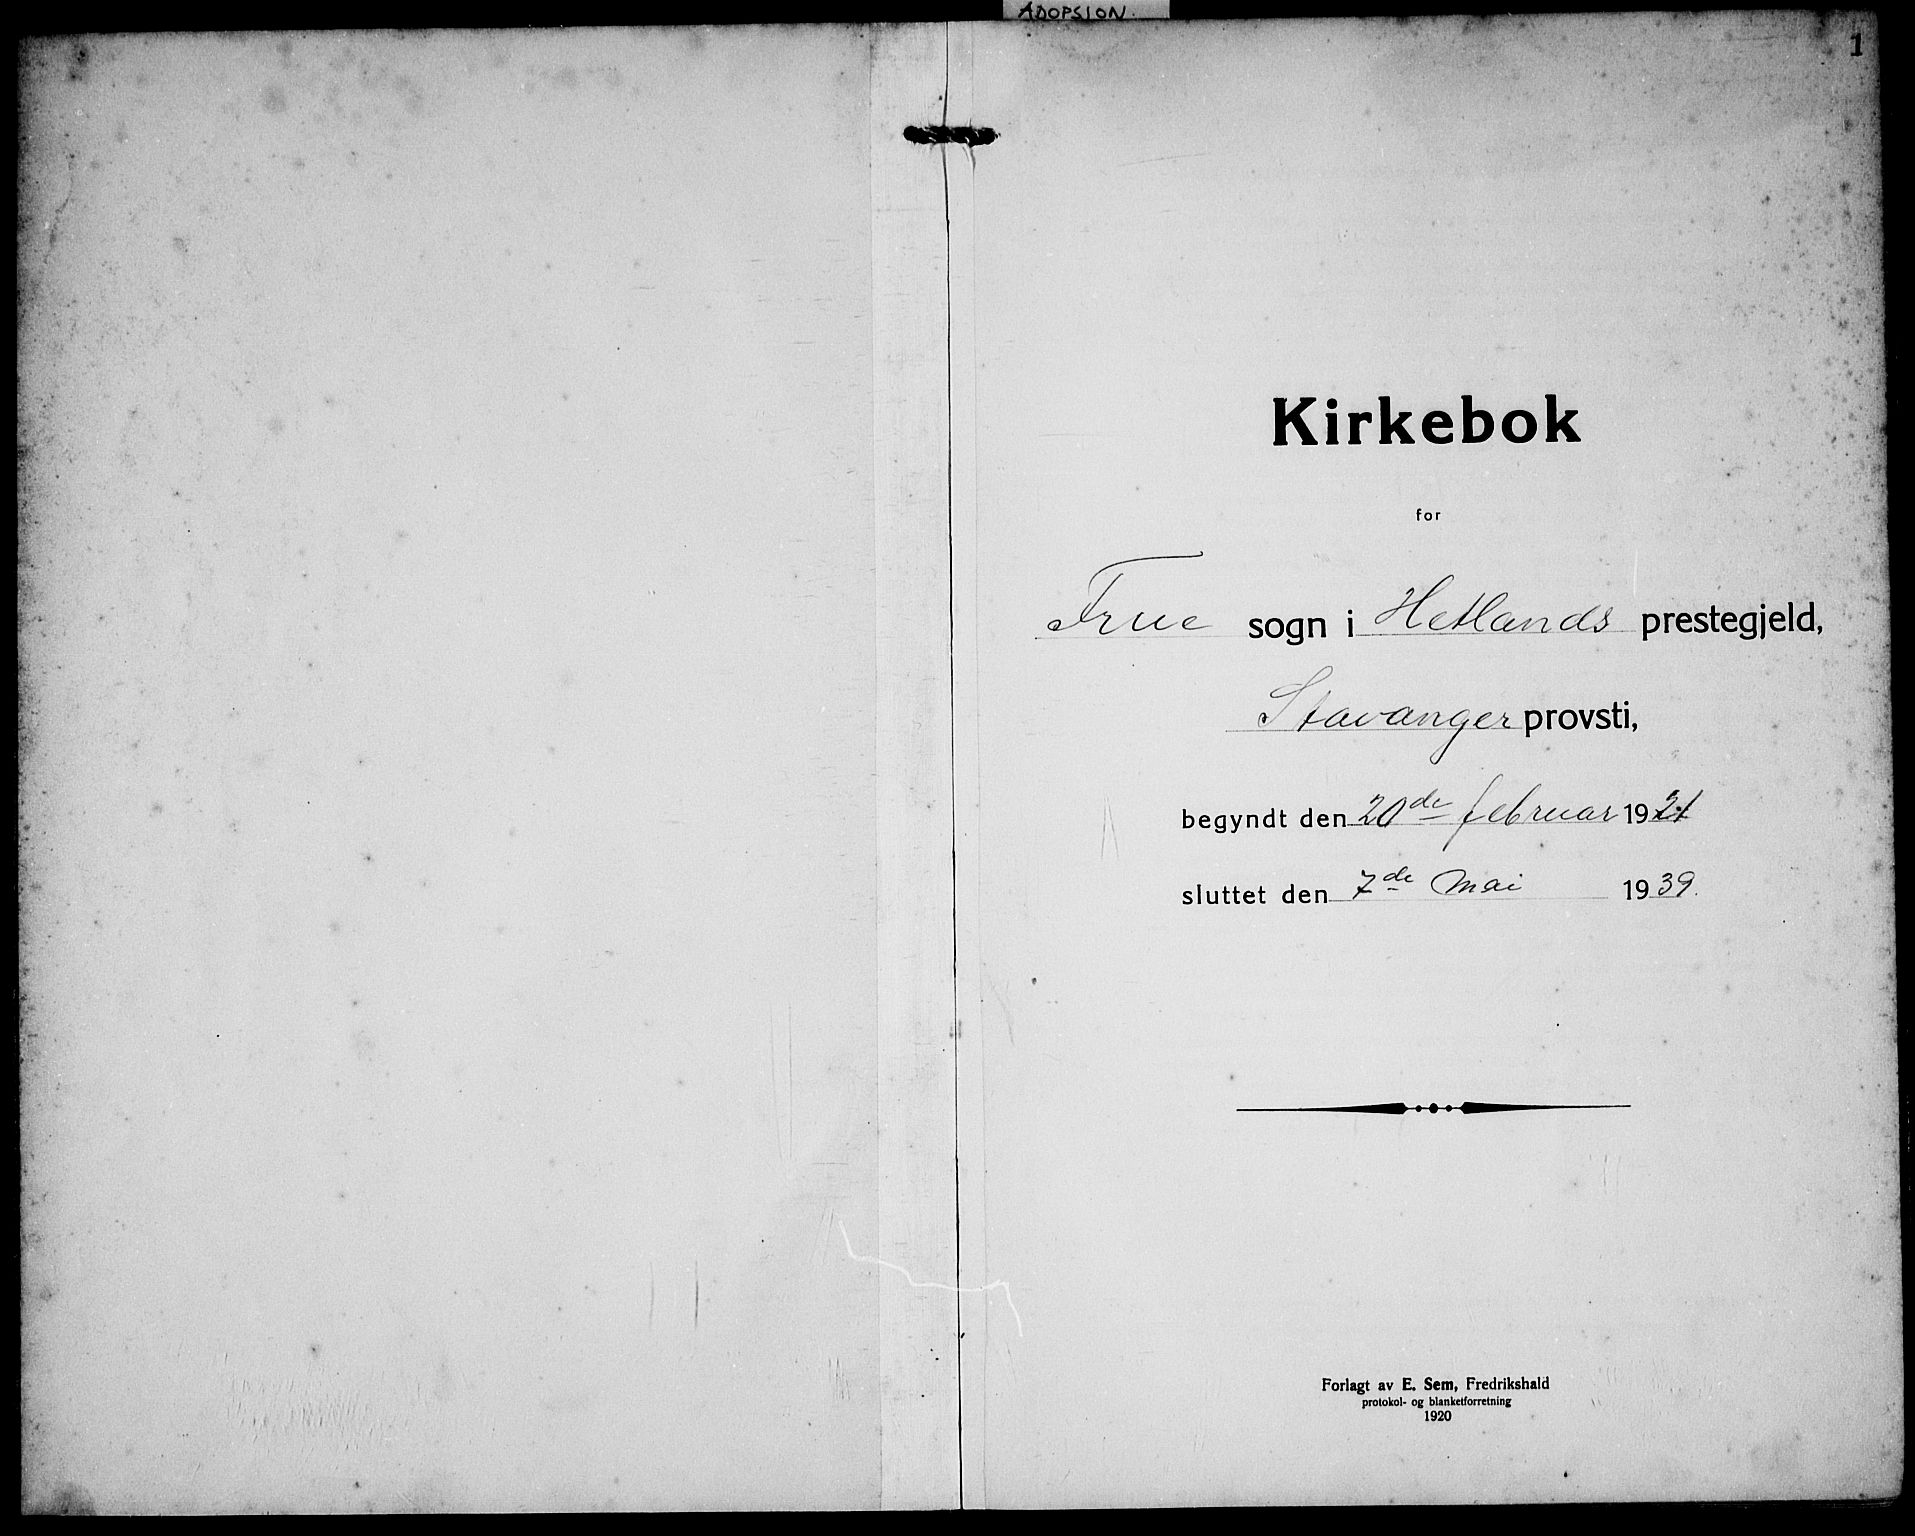 ADOPSJON.
1
Kirkebok
for
Frue sogn i Hetlands prestegjeld,
Stavanger provsti,
begyndt den 20de februar 1921
sluttet den 7de mai 1939.
Forlagt av E. Sem, Fredrikshald
protokol- og blanketforretning
1920